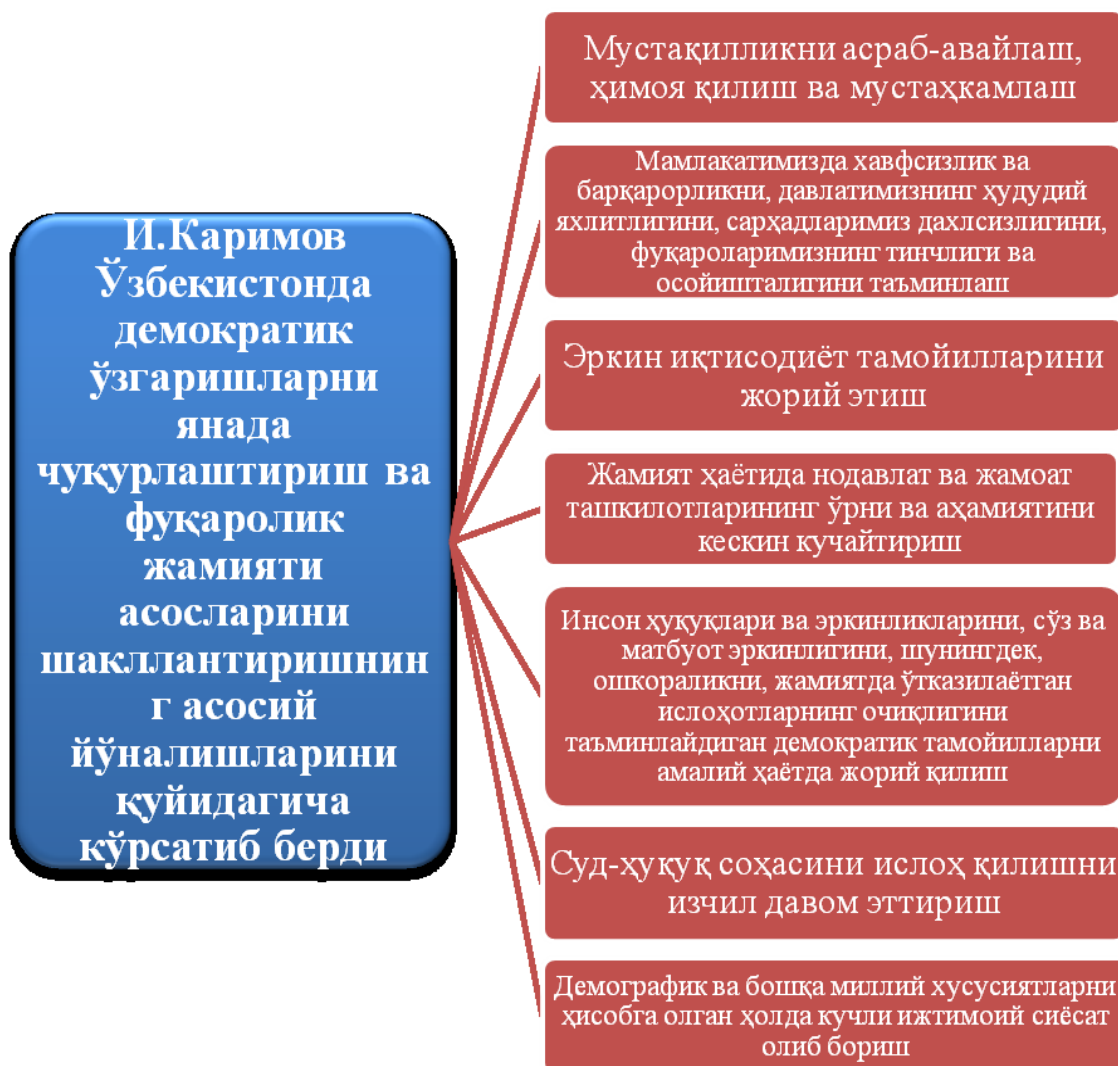 И.Каримов
Ўзбекистонда
демократик
ўзгаришларни
янада
чуқурлаштириш ва
фуқаролик
жамияти
асосларини
шакллантиришнин
г асосий
йўналишларини
қуйидагича
кўрсатиб берди
Мустақилликни асраб-авайлаш,
ҳимоя қилиш ва мустаҳкамлаш
Мамлакатимизда хавфсизлик ва
барқарорликни, давлатимизнинг ҳудудий
яхлитлигини, сарҳадларимиз дахлсизлигини,
фуқароларимизнинг тинчлиги ва
осойишталигини таъминлаш
Эркин иқтисодиёт тамойилларини
жорий этиш
Жамият ҳаётида нодавлат ва жамоат
ташкилотларининг ўрни ва аҳамиятини
кескин кучайтириш
Инсон ҳуқуқлари ва эркинликларини, сўз ва
матбуот эркинлигини, шунингдек,
ошкораликни, жамиятда ўтказилаётган
ислоҳотларнинг очиқлигини
таъминлайдиган демократик тамойилларни
амалий ҳаётда жорий қилиш
Суд-ҳуқуқ соҳасини ислоҳ қилишни
изчил давом эттириш
Демографик ва бошқа миллий хусусиятларни
ҳисобга олган ҳолда кучли ижтимоий сиёсат
олиб бориш